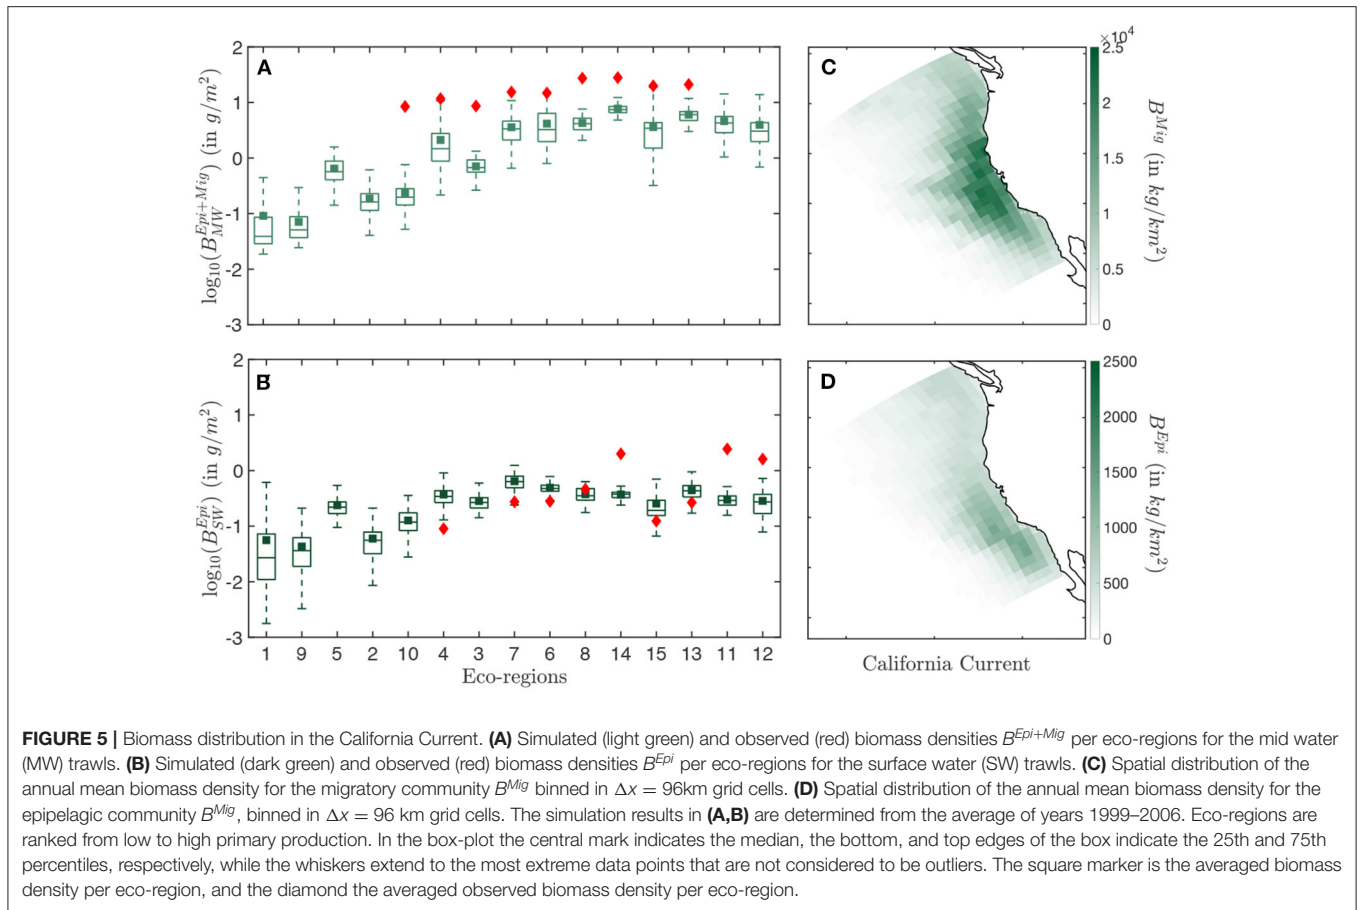 A
2
1
0
-1
-2
-3
log₁₀(B_{MW}^{Epi+Mig}) (in g/m²)
C
×10⁴
2.5
2
1.5
1
0.5
0
B^{Mig} (in kg/km²)
B
2
1
0
-1
-2
-3
log₁₀(B_{SW}^{Epi}) (in g/m²)
1 9 5 2 10 4 3 7 6 8 14 15 13 11 12
Eco-regions
D
2500
2000
1500
1000
500
0
B^{Epi} (in kg/km²)
California Current
FIGURE 5 | Biomass distribution in the California Current. (A) Simulated (light green) and observed (red) biomass densities B^{Epi+Mig} per eco-regions for the mid water
(MW) trawls. (B) Simulated (dark green) and observed (red) biomass densities B^{Epi} per eco-regions for the surface water (SW) trawls. (C) Spatial distribution of the
annual mean biomass density for the migratory community B^{Mig} binned in Δx = 96km grid cells. (D) Spatial distribution of the annual mean biomass density for the
epipelagic community B^{Mig}, binned in Δx = 96 km grid cells. The simulation results in (A,B) are determined from the average of years 1999–2006. Eco-regions are
ranked from low to high primary production. In the box-plot the central mark indicates the median, the bottom, and top edges of the box indicate the 25th and 75th
percentiles, respectively, while the whiskers extend to the most extreme data points that are not considered to be outliers. The square marker is the averaged biomass
density per eco-region, and the diamond the averaged observed biomass density per eco-region.